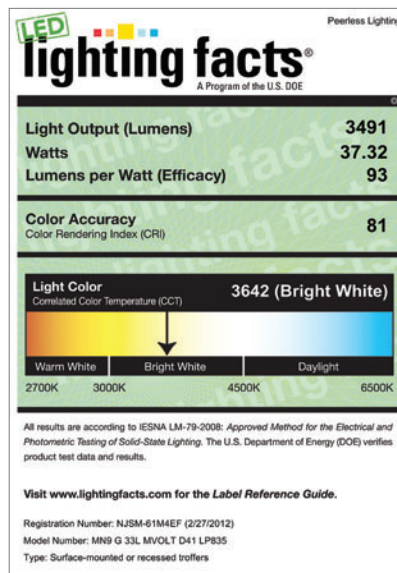 Peerless Lighting
LED
lighting facts®
A Program of the U.S. DOE
Light Output (Lumens) 3491
Watts 37.32
Lumens per Watt (Efficacy) 93
Color Accuracy 81
Color Rendering Index (CRI)
Light Color 3642 (Bright White)
Correlated Color Temperature (CCT)
Warm White Bright White Daylight
2700K 3000K 4500K 6500K
All results are according to IESNA LM-79-2008: Approved Method for the Electrical and
Photometric Testing of Solid-State Lighting. The U.S. Department of Energy (DOE) verifies
product test data and results.
Visit www.lightingfacts.com for the Label Reference Guide.
Registration Number: NJSM-61M4EF (2/27/2012)
Model Number: MN9 G 33L MVOLT D41 LP835
Type: Surface-mounted or recessed troffers